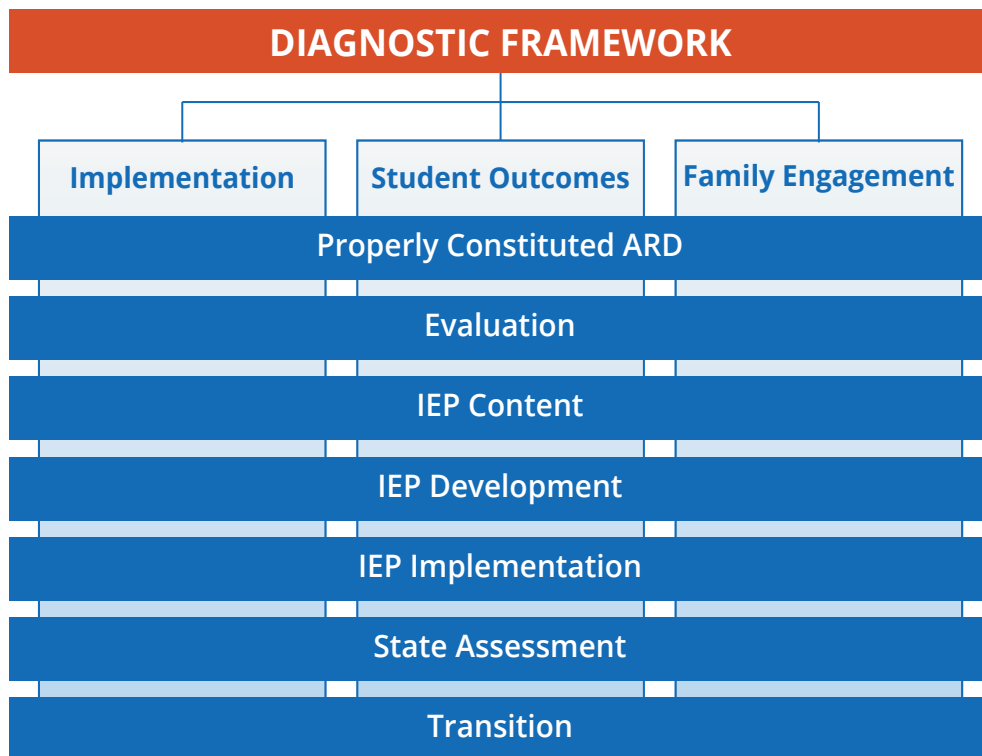 DIAGNOSTIC FRAMEWORK
Implementation
Student Outcomes
Family Engagement
Properly Constituted ARD
Evaluation
IEP Content
IEP Development
IEP Implementation
State Assessment
Transition